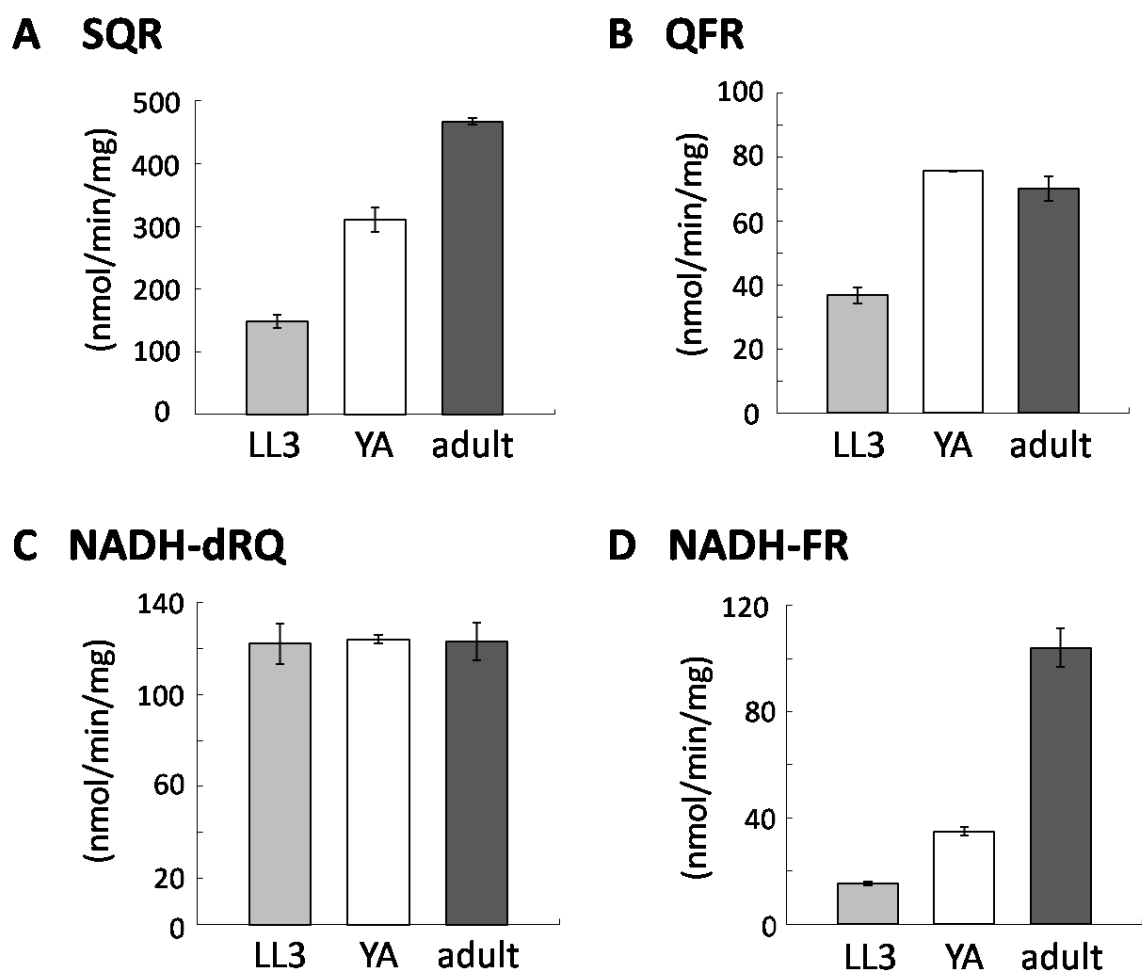 A SQR
(nmol/min/mg)
500
400
300
200
100
0
LL3 YA adult
B QFR
(nmol/min/mg)
100
80
60
40
20
0
LL3 YA adult
C NADH-dRQ
(nmol/min/mg)
140
100
60
20
0
LL3 YA adult
D NADH-FR
(nmol/min/mg)
120
80
40
0
LL3 YA adult